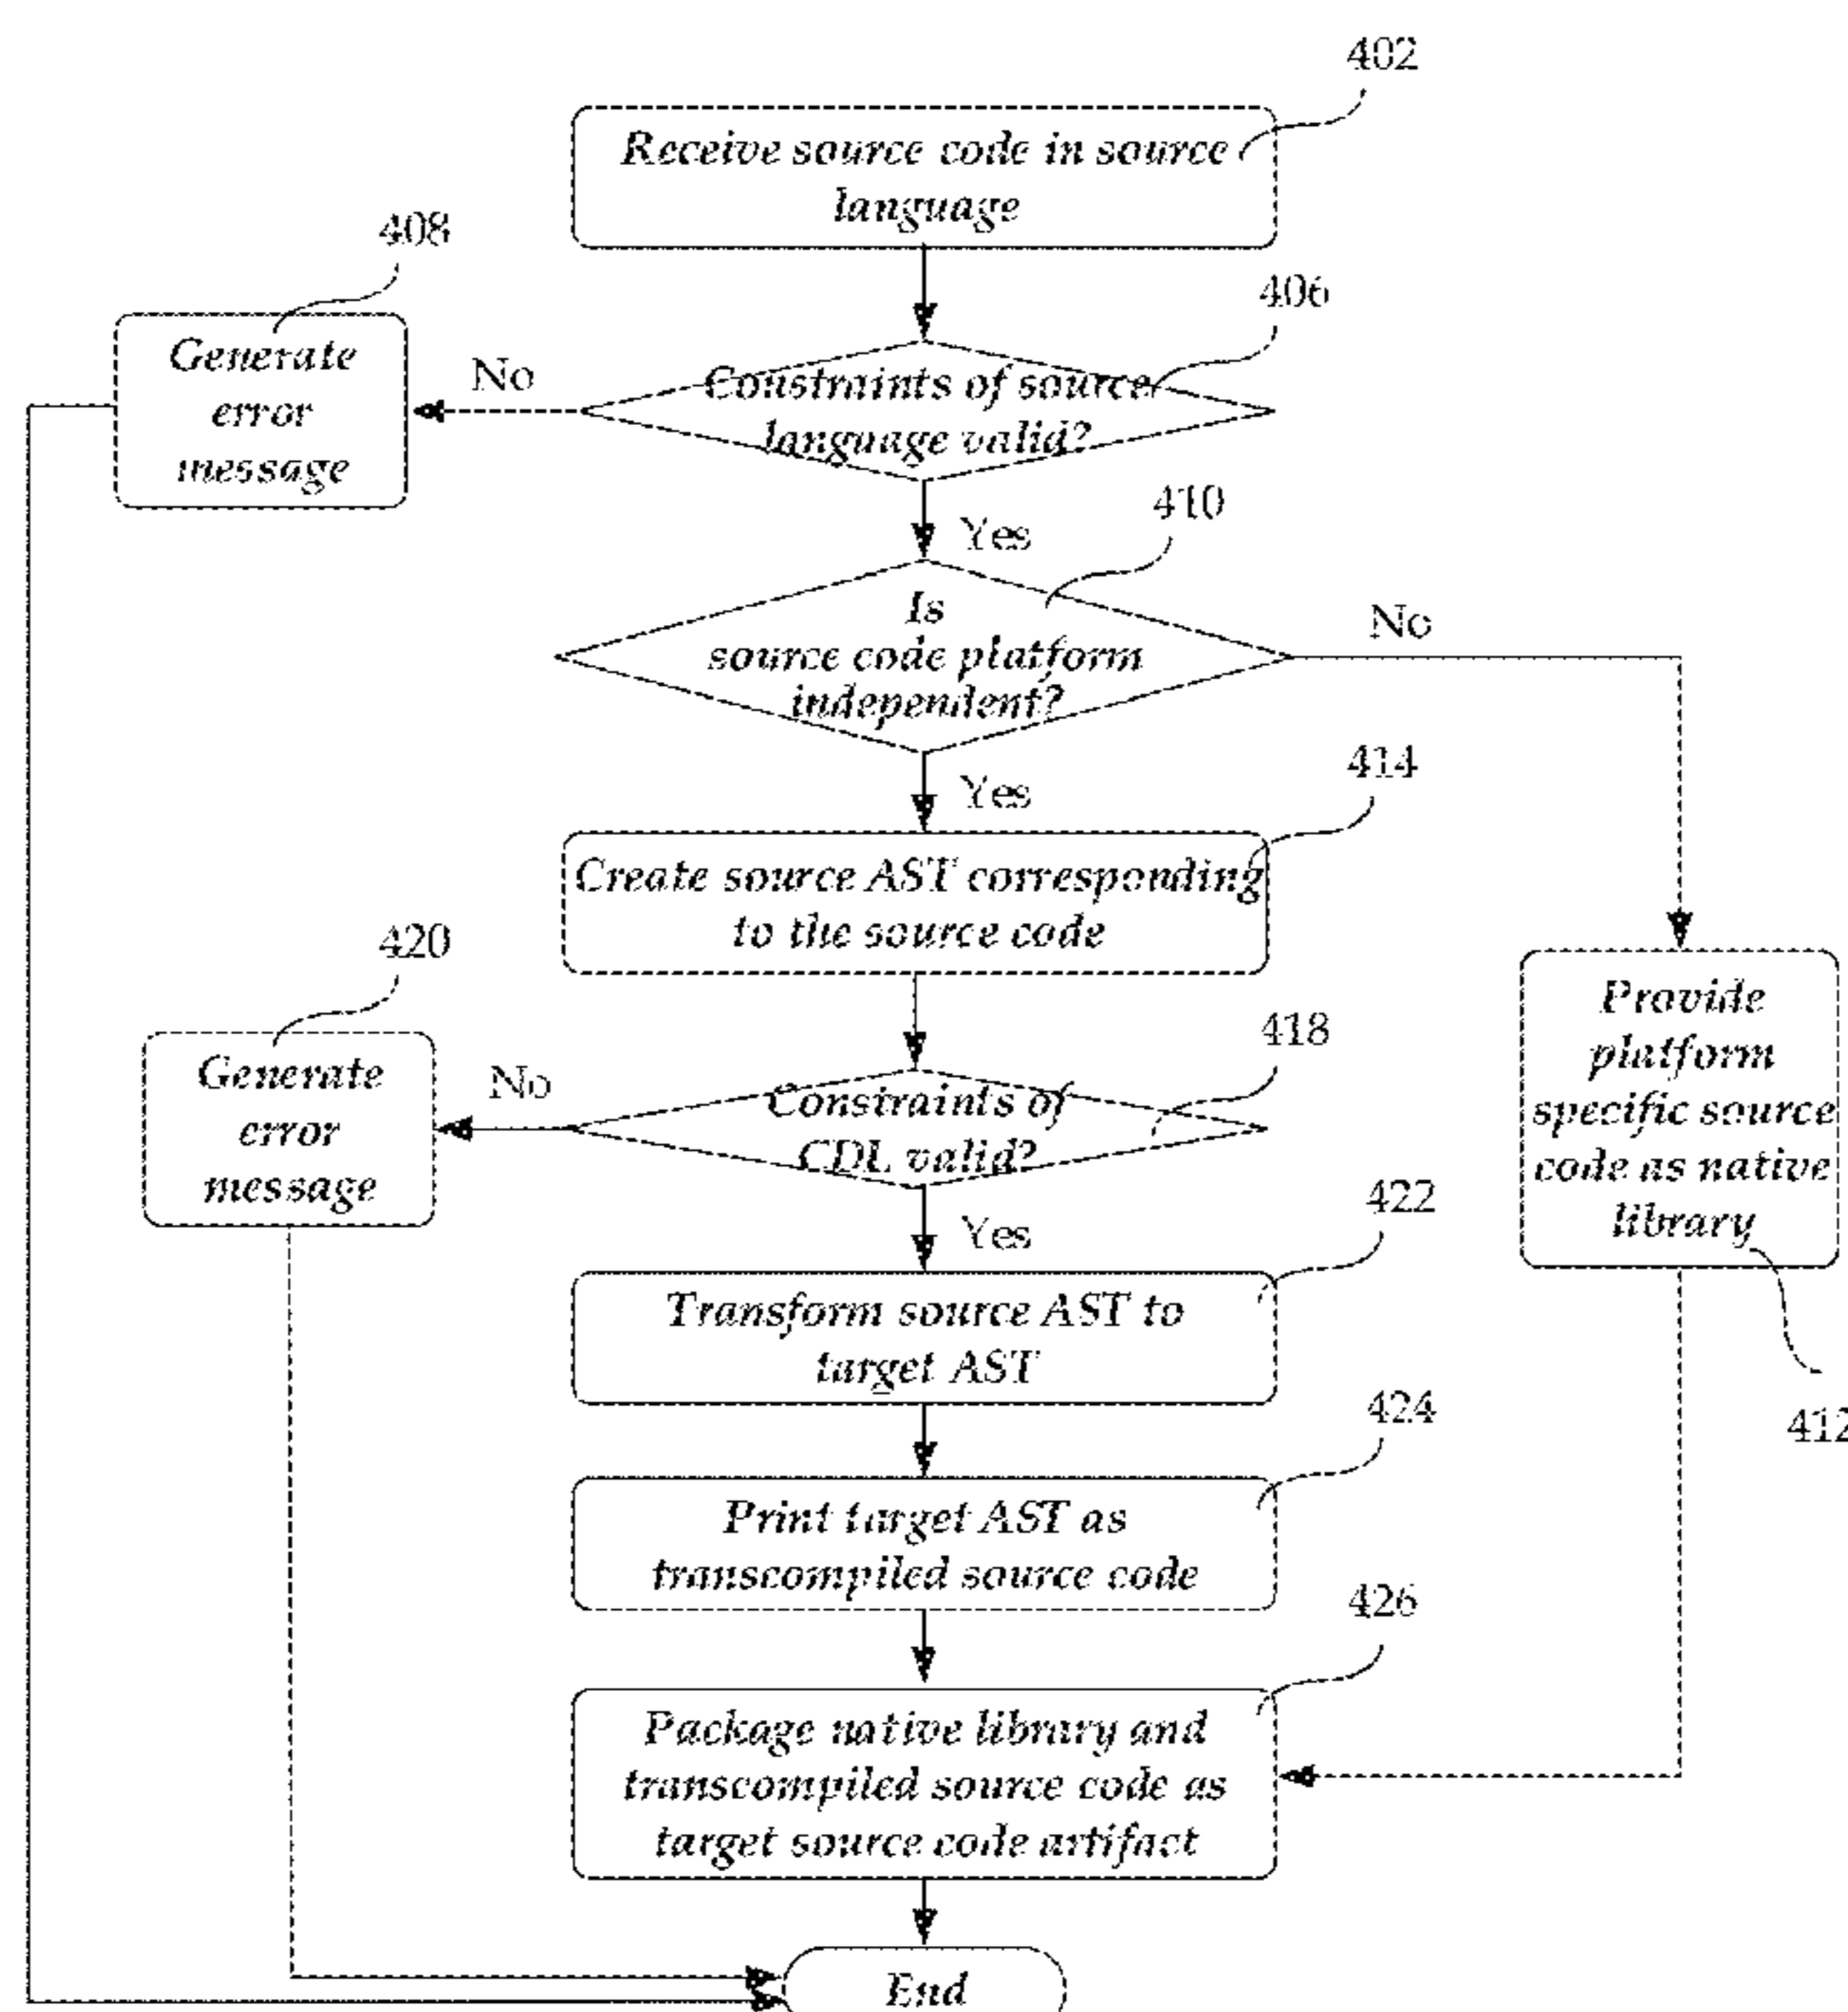 402
Receive source code in source
language
408
406
Generate
error
message
No
Constraints of source
language valid?
Yes
410
Is
source code platform
independent?
No
Yes
414
Create source AST corresponding
to the source code
420
418
Generate
error
message
No
Constraints of
CDL valid?
Provide
platform
specific source
code as native
library
412
Yes
422
Transform source AST to
target AST
424
Print target AST as
transcompiled source code
426
Package native library and
transcompiled source code as
target source code artifact
End